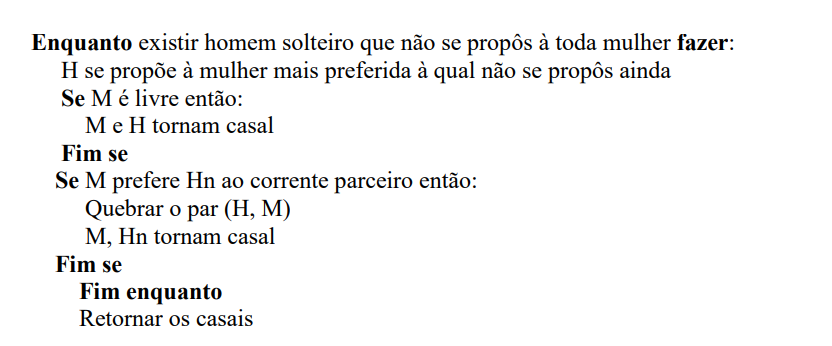 Enquanto existir homem solteiro que não se propôs à toda mulher fazer:
H se propõe à mulher mais preferida à qual não se propôs ainda
Se M é livre então:
M e H tornam casal
Fim se
Se M prefere Hn ao corrente parceiro então:
Quebrar o par (H, M)
M, Hn tornam casal
Fim se
Fim enquanto
Retornar os casais